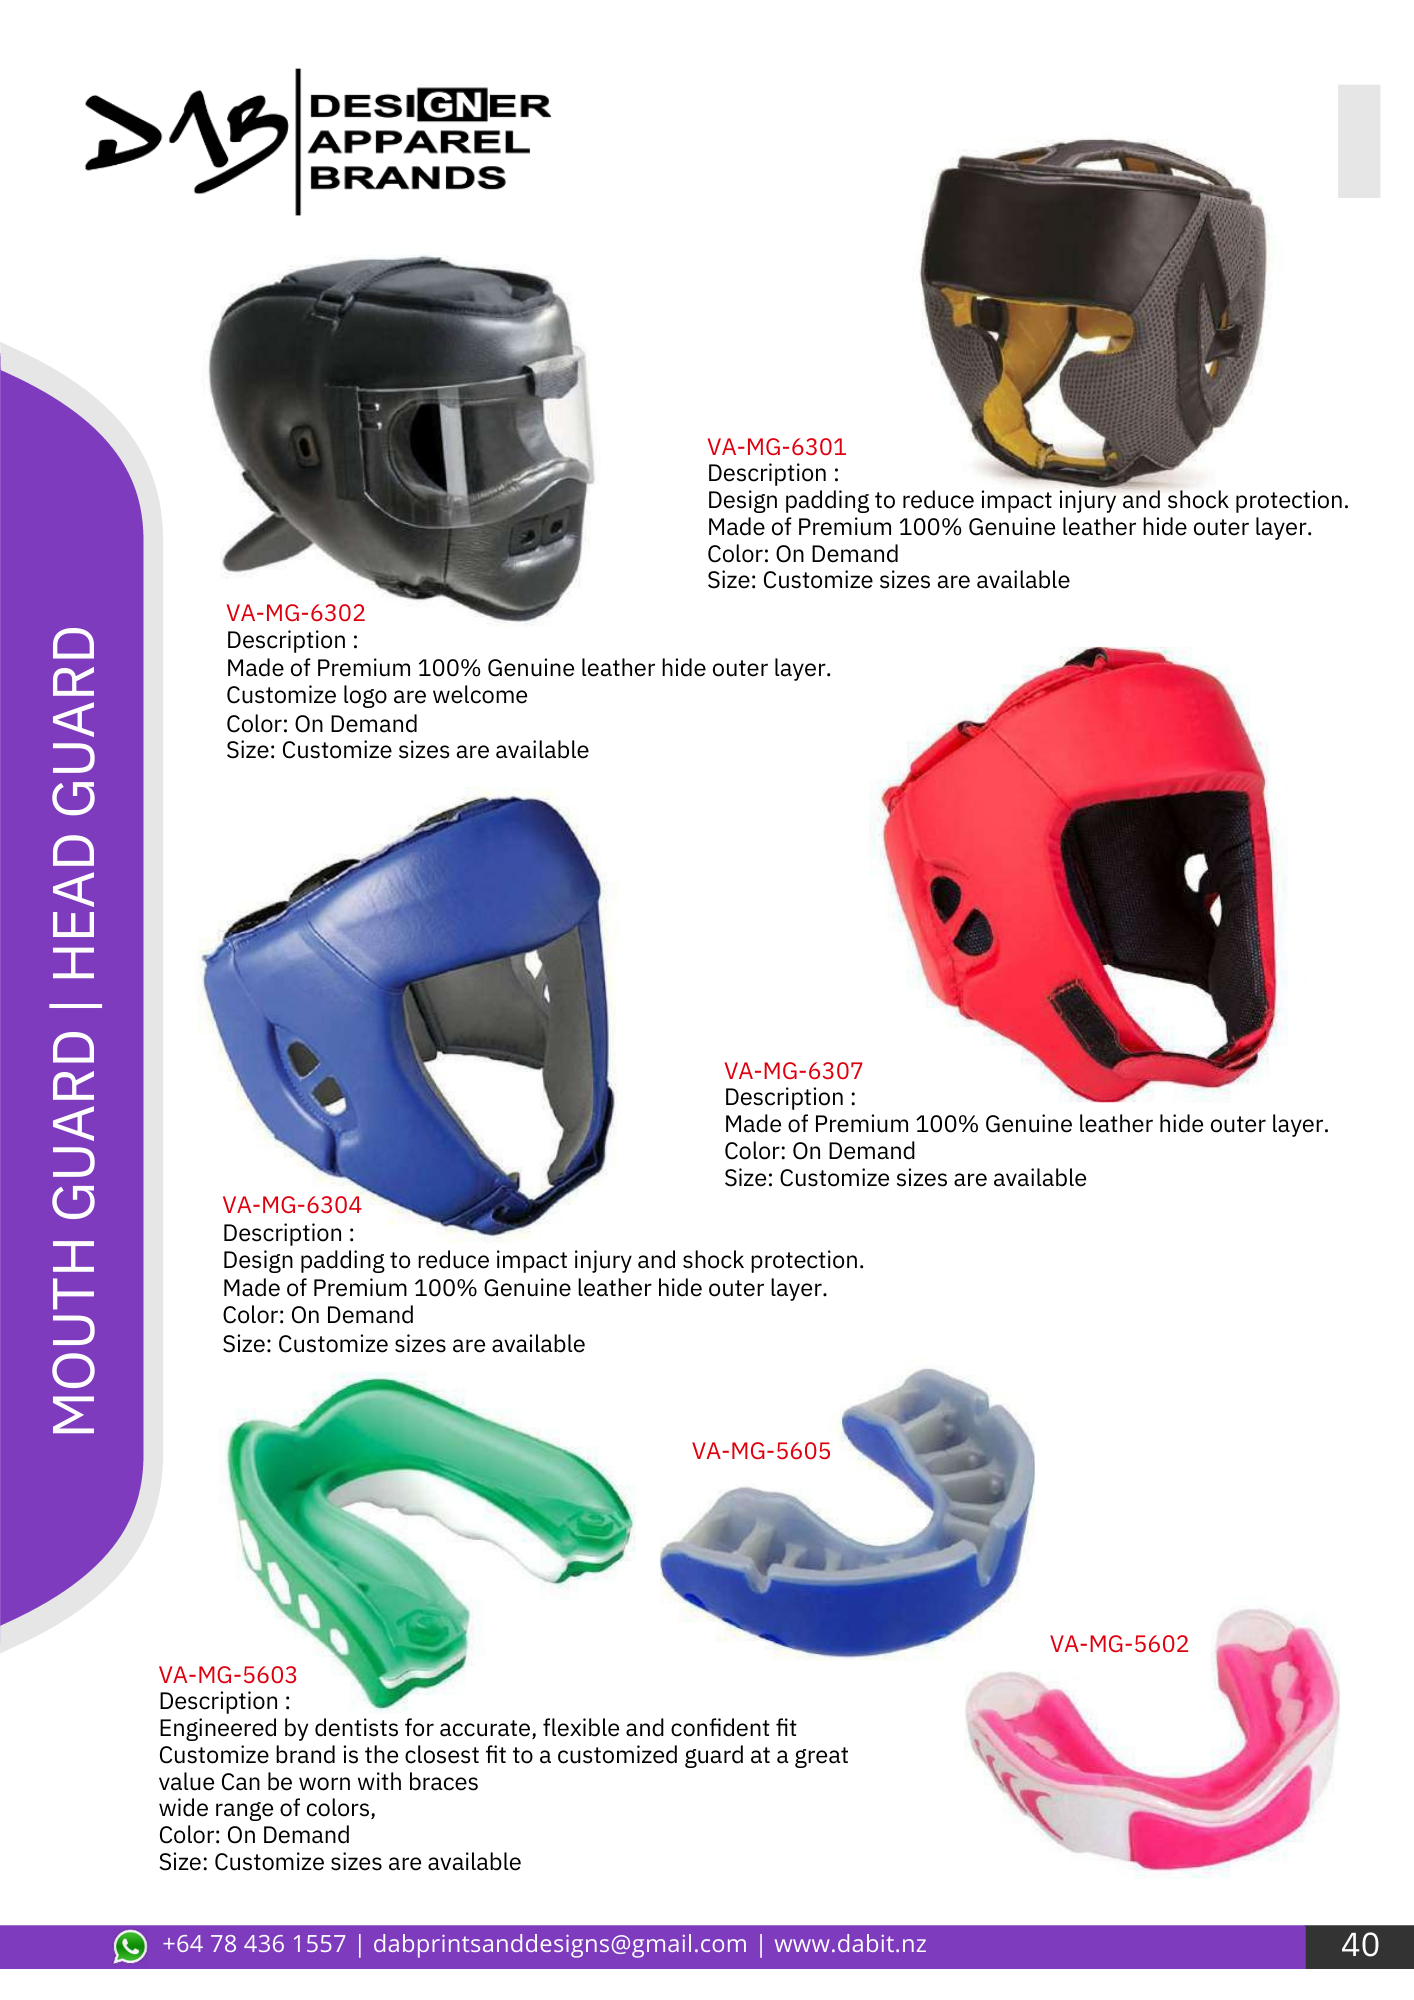 DAB
DESIGNER
APPAREL
BRANDS
VA-MG-6301
Description :
Design padding to reduce impact injury and shock protection.
Made of Premium 100% Genuine leather hide outer layer.
Color: On Demand
Size: Customize sizes are available
VA-MG-6302
Description :
Made of Premium 100% Genuine leather hide outer layer.
Customize logo are welcome
Color: On Demand
Size: Customize sizes are available
MOUTH GUARD | HEAD GUARD
VA-MG-6307
Description :
Made of Premium 100% Genuine leather hide outer layer.
Color: On Demand
Size: Customize sizes are available
VA-MG-6304
Description :
Design padding to reduce impact injury and shock protection.
Made of Premium 100% Genuine leather hide outer layer.
Color: On Demand
Size: Customize sizes are available
VA-MG-5605
VA-MG-5602
VA-MG-5603
Description :
Engineered by dentists for accurate, flexible and confident fit
Customize brand is the closest fit to a customized guard at a great
value Can be worn with braces
wide range of colors,
Color: On Demand
Size: Customize sizes are available
+64 78 436 1557 | dabprintsanddesigns@gmail.com | www.dabit.nz
40